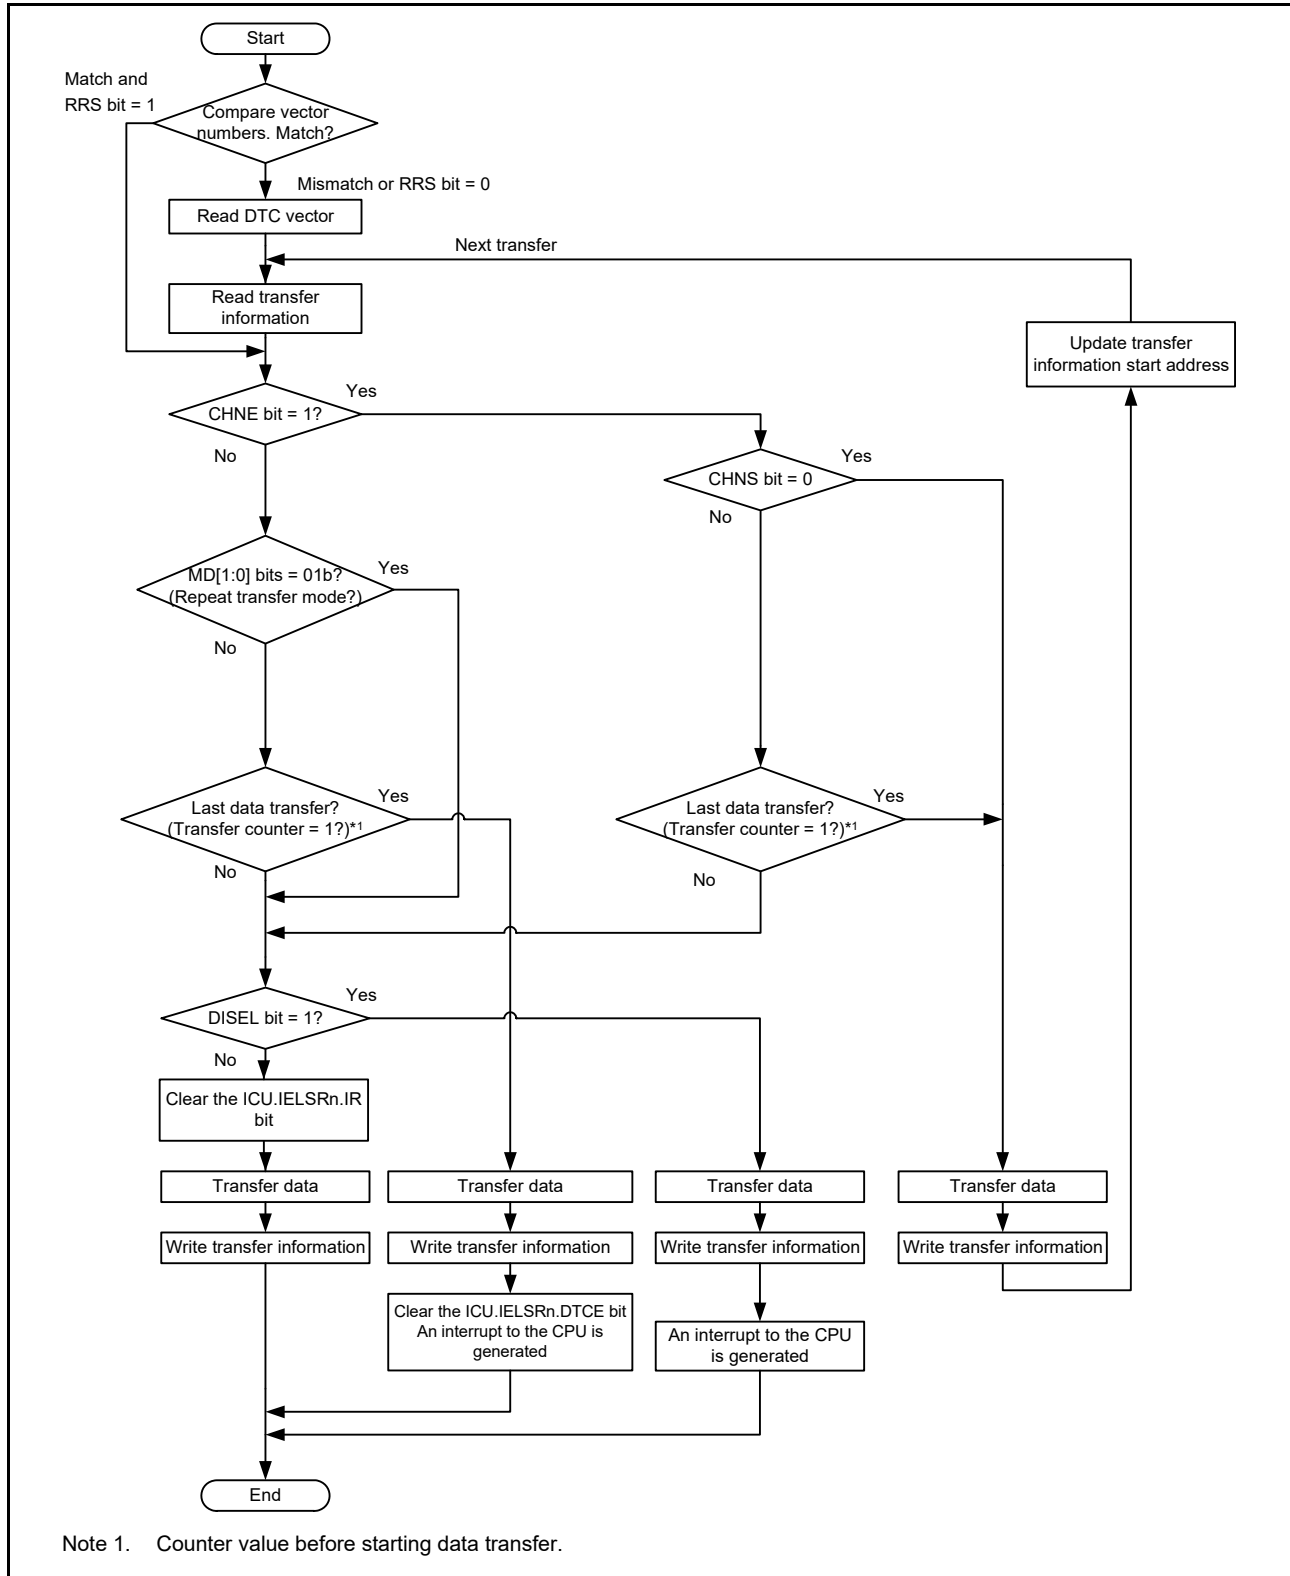 Start
Match and
RRS bit = 1
Compare vector
numbers. Match?
Mismatch or RRS bit = 0
Read DTC vector
Next transfer
Read transfer
information
Update transfer
information start address
Yes
CHNE bit = 1?
No
Yes
CHNS bit = 0
No
MD[1:0] bits = 01b?
(Repeat transfer mode?)
Yes
No
Last data transfer?
(Transfer counter = 1?)*1
Yes
No
Last data transfer?
(Transfer counter = 1?)*1
Yes
No
Yes
DISEL bit = 1?
No
Clear the ICU.IELSRn.IR
bit
Transfer data
Transfer data
Transfer data
Transfer data
Write transfer information
Write transfer information
Write transfer information
Write transfer information
Clear the ICU.IELSRn.DTCE bit
An interrupt to the CPU is
generated
An interrupt to the CPU
is generated
End
Note 1. Counter value before starting data transfer.